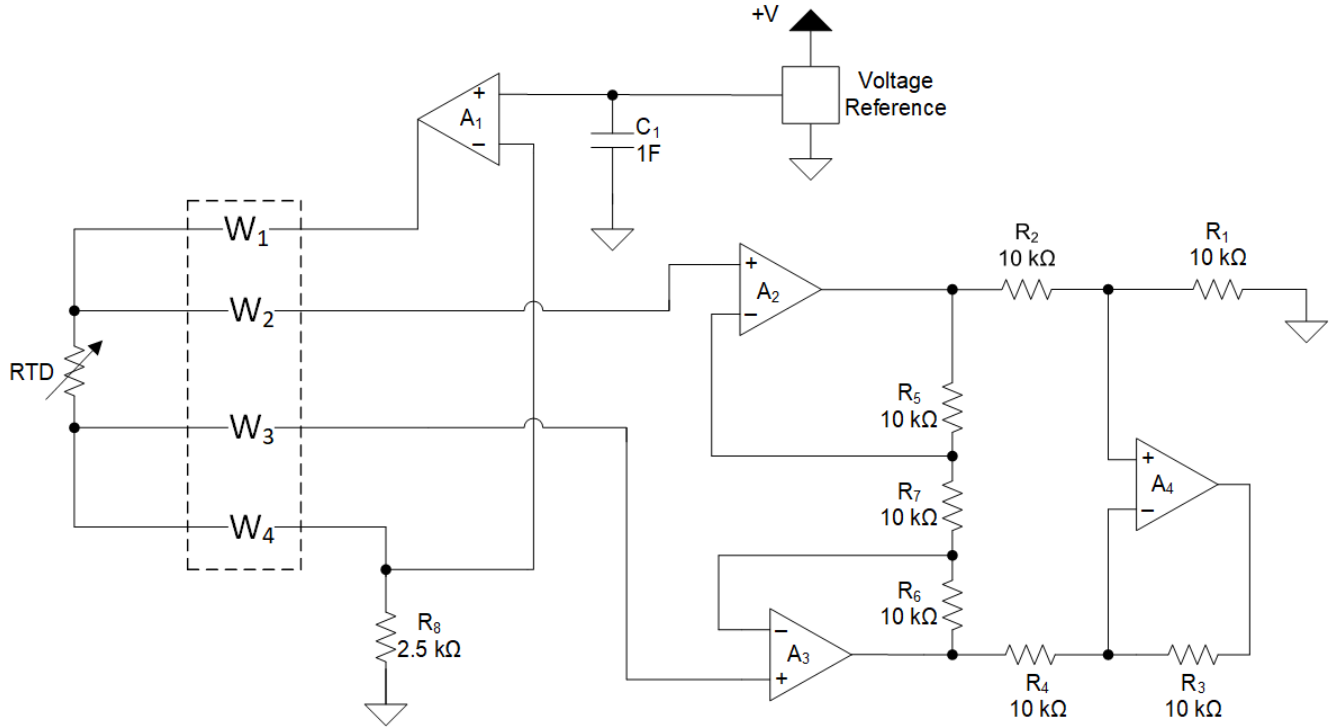 +V
Voltage
Reference
+
A₁
−
C₁
1F
W₁
W₂
W₃
W₄
RTD
R₈
2.5 kΩ
+
A₂
−
R₂
10 kΩ
R₁
10 kΩ
R₅
10 kΩ
R₇
10 kΩ
R₆
10 kΩ
+
A₄
−
−
A₃
+
R₄
10 kΩ
R₃
10 kΩ